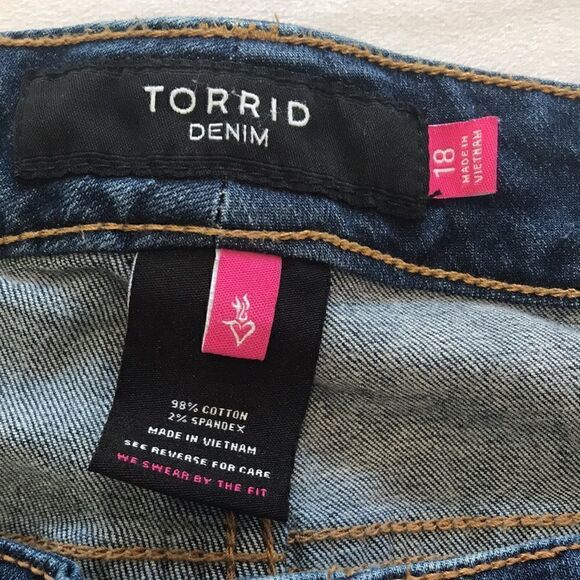 TORRID
DENIM
18
MADE IN
VIETNAM
98% COTTON
2% SPANDEX
MADE IN VIETNAM
SEE REVERSE FOR CARE
WE SWEAR BY THE FIT